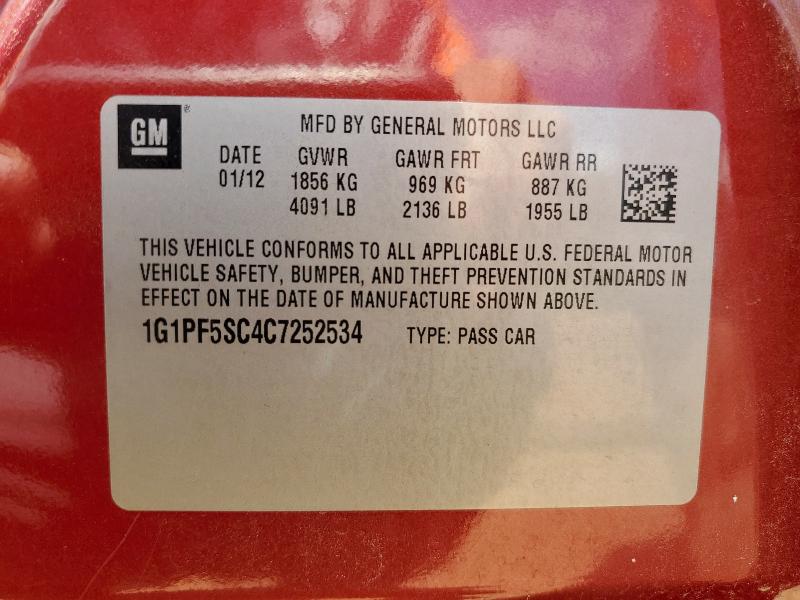 GM®
MFD BY GENERAL MOTORS LLC
DATE GVWR GAWR FRT GAWR RR
01/12 1856 KG 969 KG 887 KG
4091 LB 2136 LB 1955 LB
THIS VEHICLE CONFORMS TO ALL APPLICABLE U.S. FEDERAL MOTOR
VEHICLE SAFETY, BUMPER, AND THEFT PREVENTION STANDARDS IN
EFFECT ON THE DATE OF MANUFACTURE SHOWN ABOVE.
1G1PF5SC4C7252534 TYPE: PASS CAR